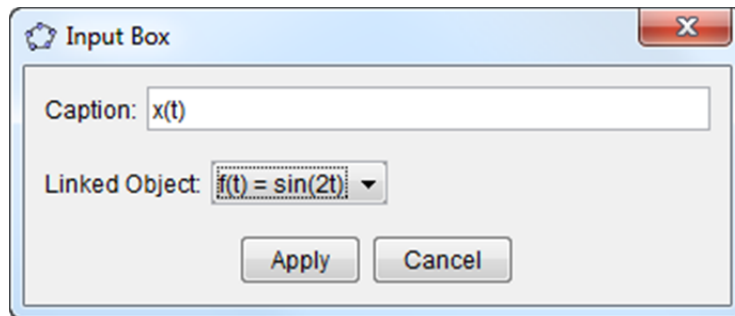 Input Box
Caption: x(t)
Linked Object: f(t) = sin(2t)
Apply Cancel